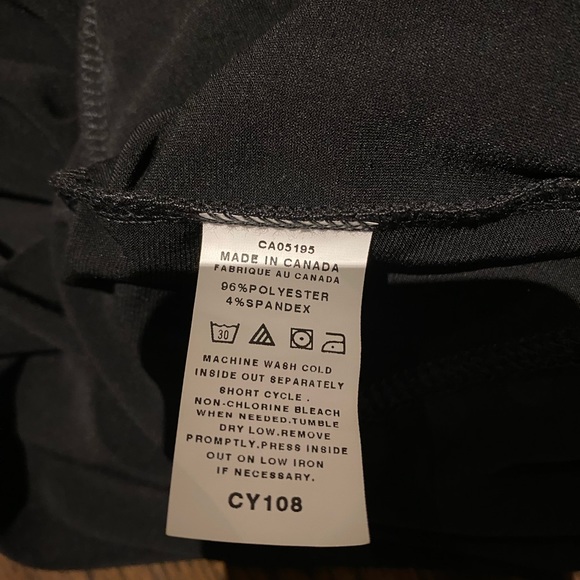 CA05195
MADE IN CANADA
FABRIQUE AU CANADA
96%POLYESTER
4%SPANDEX
30
MACHINE WASH COLD
INSIDE OUT SEPARATELY
SHORT CYCLE .
NON-CHLORINE BLEACH
WHEN NEEDED.TUMBLE
DRY LOW.REMOVE
PROMPTLY.PRESS INSIDE
OUT ON LOW IRON
IF NECESSARY.
CY108